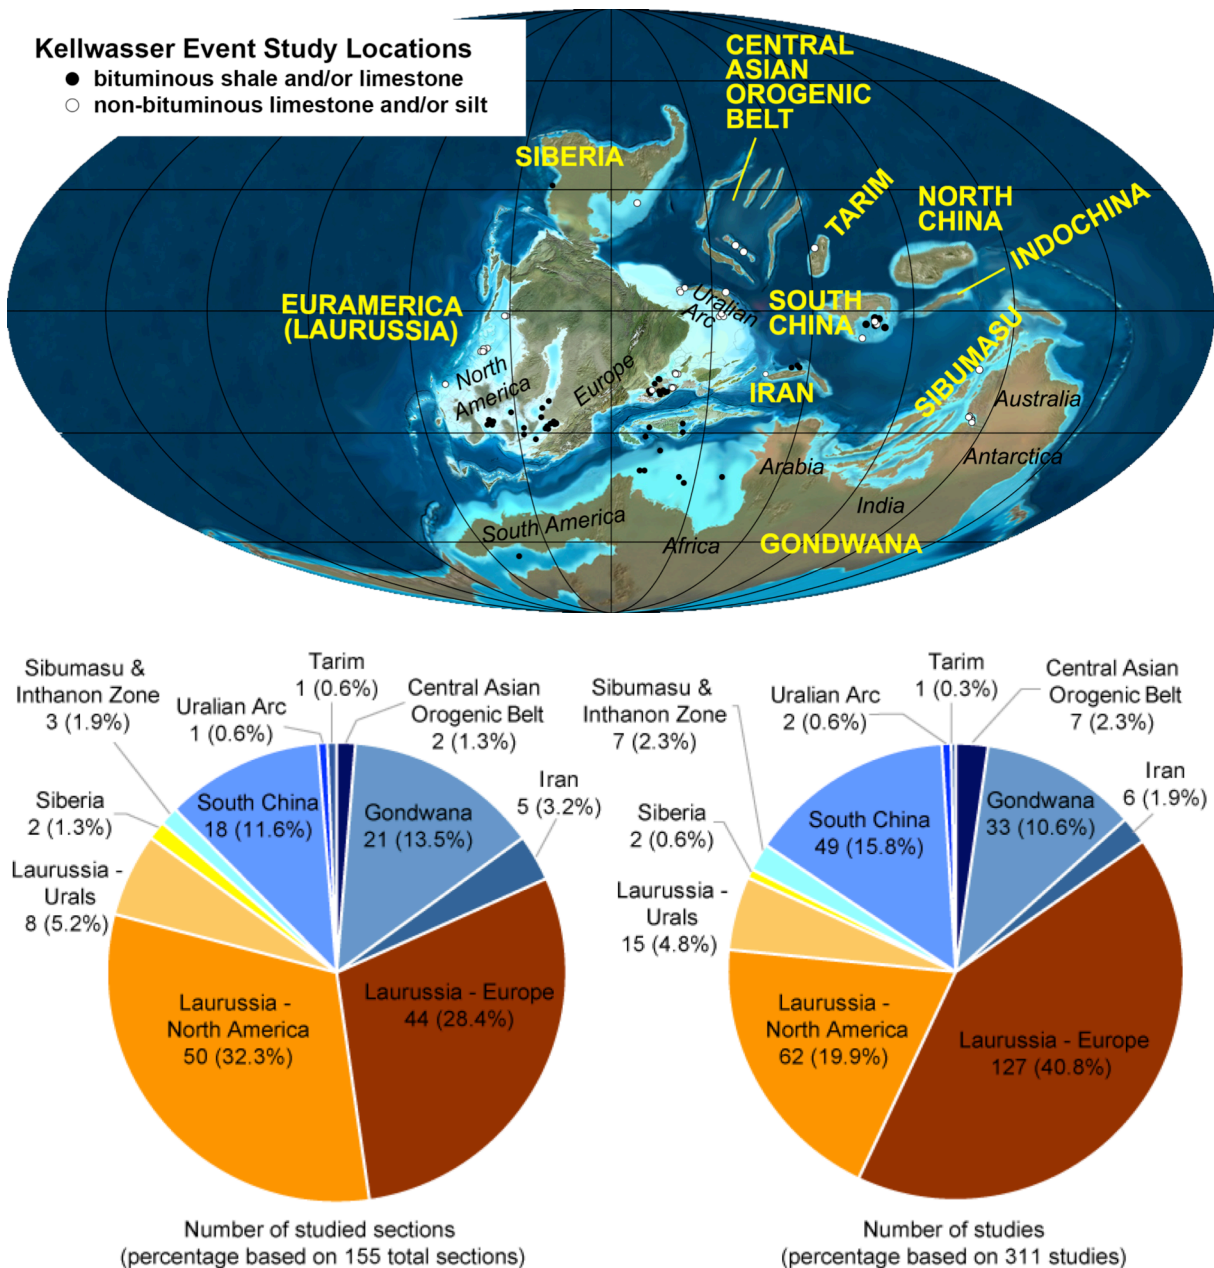 Kellwasser Event Study Locations
bituminous shale and/or limestone
non-bituminous limestone and/or silt
CENTRAL
ASIAN
OROGENIC
BELT
SIBERIA
TARIM
NORTH
CHINA
INDOCHINA
EURAMERICA
(LAURUSSIA)
Uralian
Arc
SOUTH
CHINA
SIBUMASU
North
America
Europe
IRAN
Australia
Arabia
Antarctica
India
South America
Africa
GONDWANA
Sibumasu &
Inthanon Zone
3 (1.9%)
Uralian Arc
1 (0.6%)
Tarim
1 (0.6%)
Central Asian
Orogenic Belt
2 (1.3%)
Iran
5 (3.2%)
Siberia
2 (1.3%)
South China
18 (11.6%)
Gondwana
21 (13.5%)
Laurussia -
Urals
8 (5.2%)
Laurussia -
North America
50 (32.3%)
Laurussia - Europe
44 (28.4%)
Number of studied sections
(percentage based on 155 total sections)
Sibumasu &
Inthanon Zone
7 (2.3%)
Uralian Arc
2 (0.6%)
Tarim
1 (0.3%)
Central Asian
Orogenic Belt
7 (2.3%)
Iran
6 (1.9%)
Siberia
2 (0.6%)
South China
49 (15.8%)
Gondwana
33 (10.6%)
Laurussia -
Urals
15 (4.8%)
Laurussia -
North America
62 (19.9%)
Laurussia - Europe
127 (40.8%)
Number of studies
(percentage based on 311 studies)